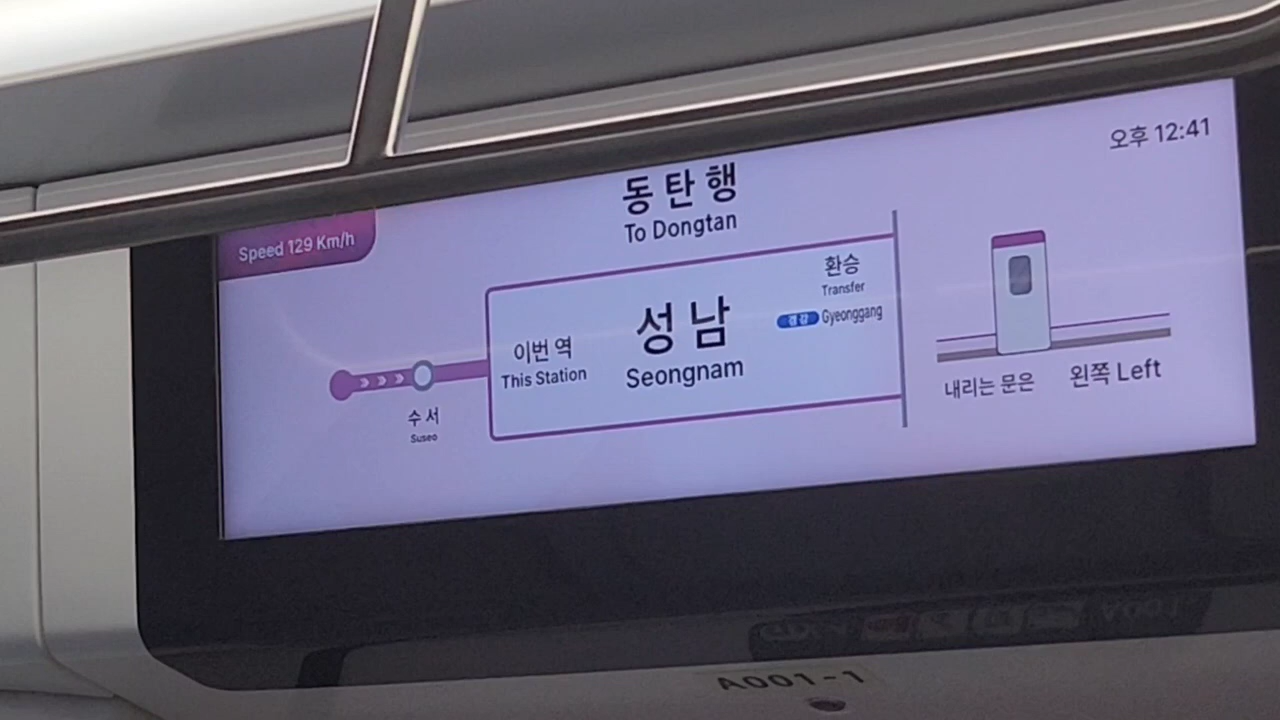 오후 12:41
동탄행
To Dongtan
Speed 129 Km/h
환승
Transfer
경강 Gyeonggang
이번 역
This Station
성남
Seongnam
수서
Suseo
내리는 문은 왼쪽 Left
A001-1